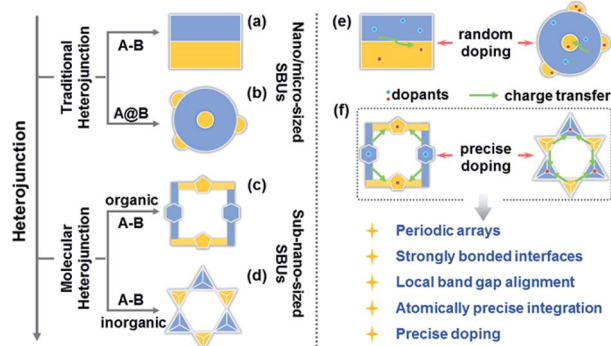 Heterojunction
Traditional
Heterojunction
A-B
(a)
A@B
(b)
Nano/micro-sized
SBUs
Molecular
Heterojunction
organic
A-B
(c)
A-B
inorganic
(d)
Sub-nano-sized
SBUs
(e)
random
doping
:dopants
charge transfer
(f)
precise
doping
Periodic arrays
Strongly bonded interfaces
Local band gap alignment
Atomically precise integration
Precise doping